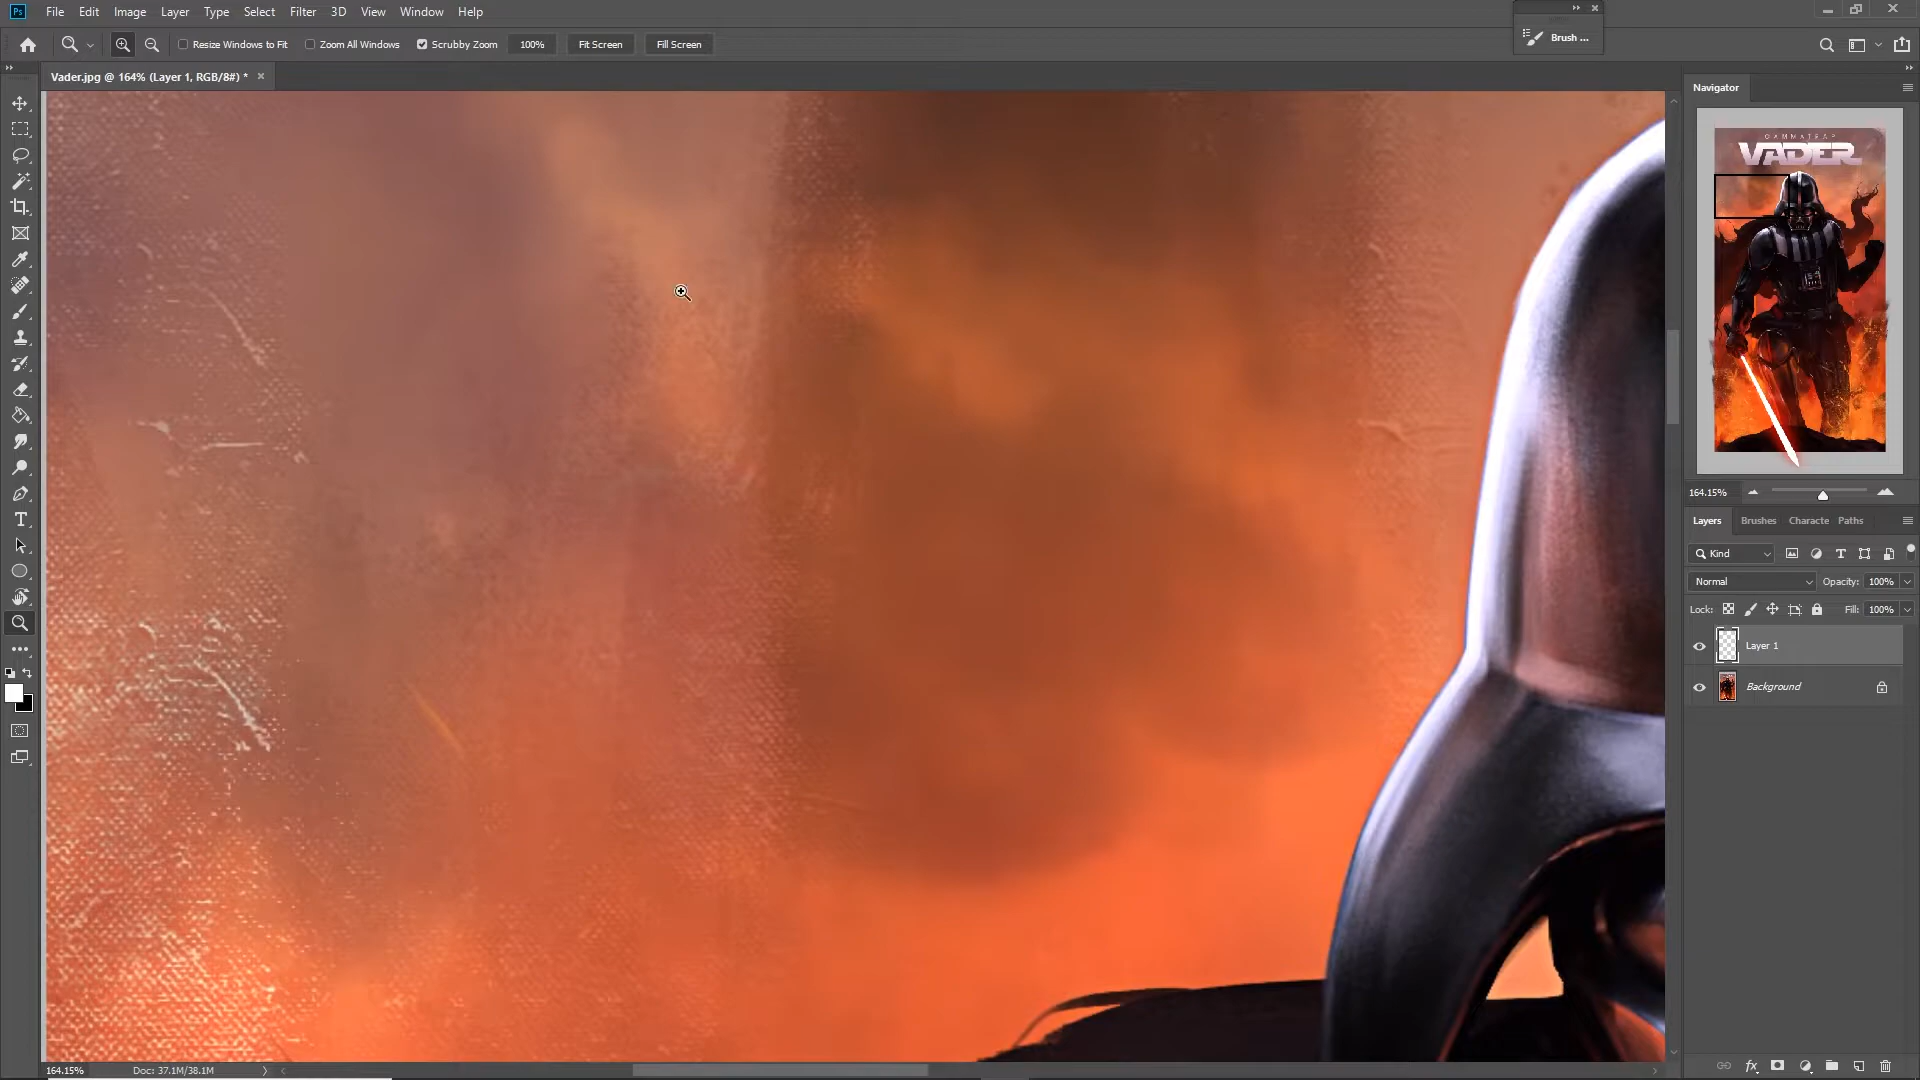 Ps File Edit Image Layer Type Select Filter 3D View Window Help
Brush ...
Resize Windows to Fit Zoom All Windows Scrubby Zoom 100% Fit Screen Fill Screen
Vader.jpg @ 164% (Layer 1, RGB/8#) *
Navigator
VADER
164.15%
Layers Brushes Characte Paths
Kind
Normal Opacity: 100%
Lock: Fill: 100%
Layer 1
Background
fx
164.15% Doc: 37.1M/38.1M